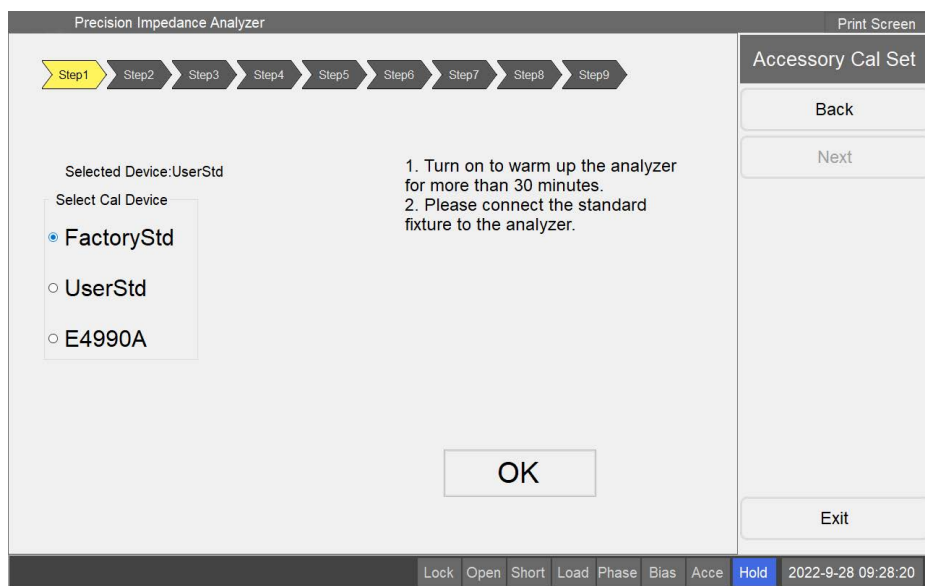 Precision Impedance Analyzer
Print Screen
Step1 Step2 Step3 Step4 Step5 Step6 Step7 Step8 Step9
Accessory Cal Set
Back
Next
Selected Device:UserStd
Select Cal Device
FactoryStd
UserStd
E4990A
1. Turn on to warm up the analyzer
for more than 30 minutes.
2. Please connect the standard
fixture to the analyzer.
OK
Exit
Lock Open Short Load Phase Bias Acce Hold 2022-9-28 09:28:20